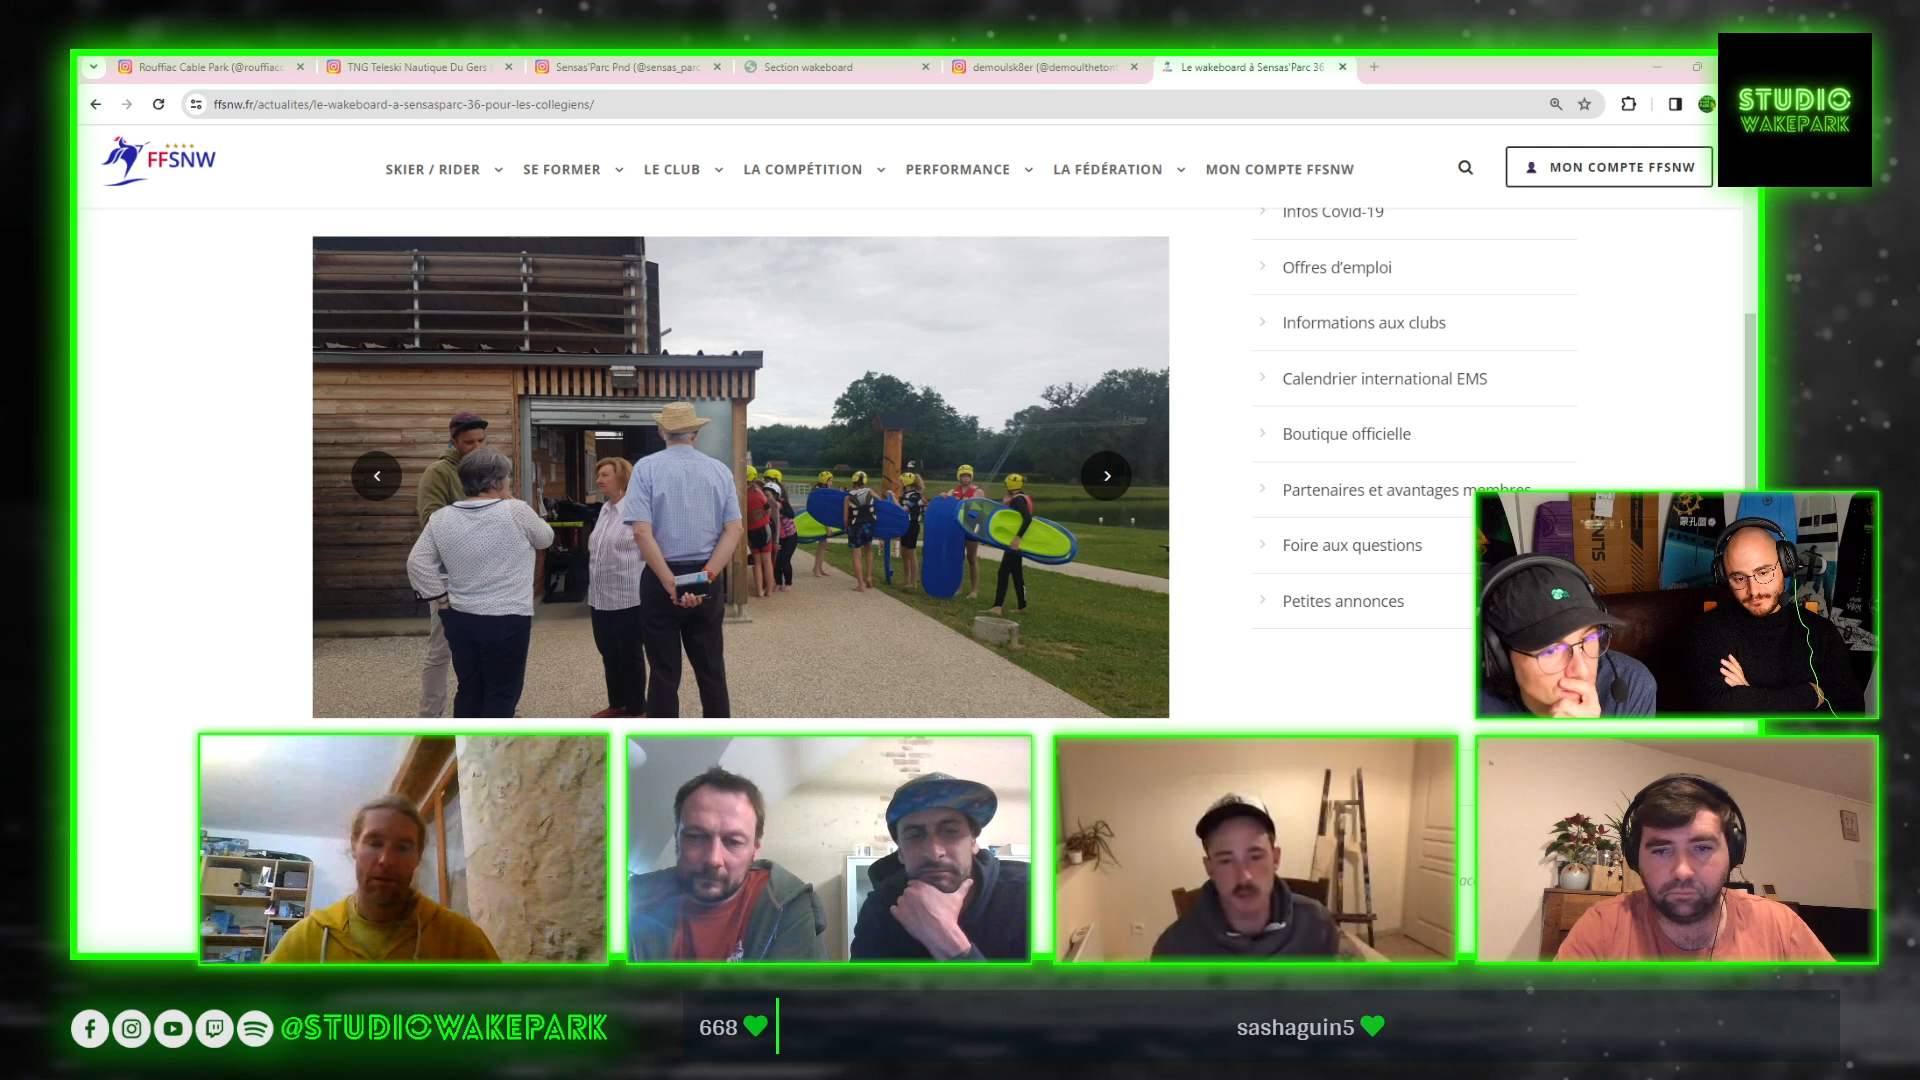 Rouffiac Cable Park (@rouffiacc
TNG Teleski Nautique Du Gers
Sensas'Parc Pnd (@sensas_parc
Section wakeboard
demoulsk8er (@demoulthetont
Le wakeboard à Sensas'Parc 36
ffsnw.fr/actualites/le-wakeboard-a-sensasparc-36-pour-les-collegiens/
STUDIO
WAKEPARK
FFSNW
SKIER / RIDER
SE FORMER
LE CLUB
LA COMPÉTITION
PERFORMANCE
LA FÉDÉRATION
MON COMPTE FFSNW
MON COMPTE FFSNW
Infos Covid-19
Offres d'emploi
Informations aux clubs
Calendrier international EMS
Boutique officielle
Partenaires et avantages membres
Foire aux questions
Petites annonces
@STUDIOWAKEPARK
668
sashaguin5